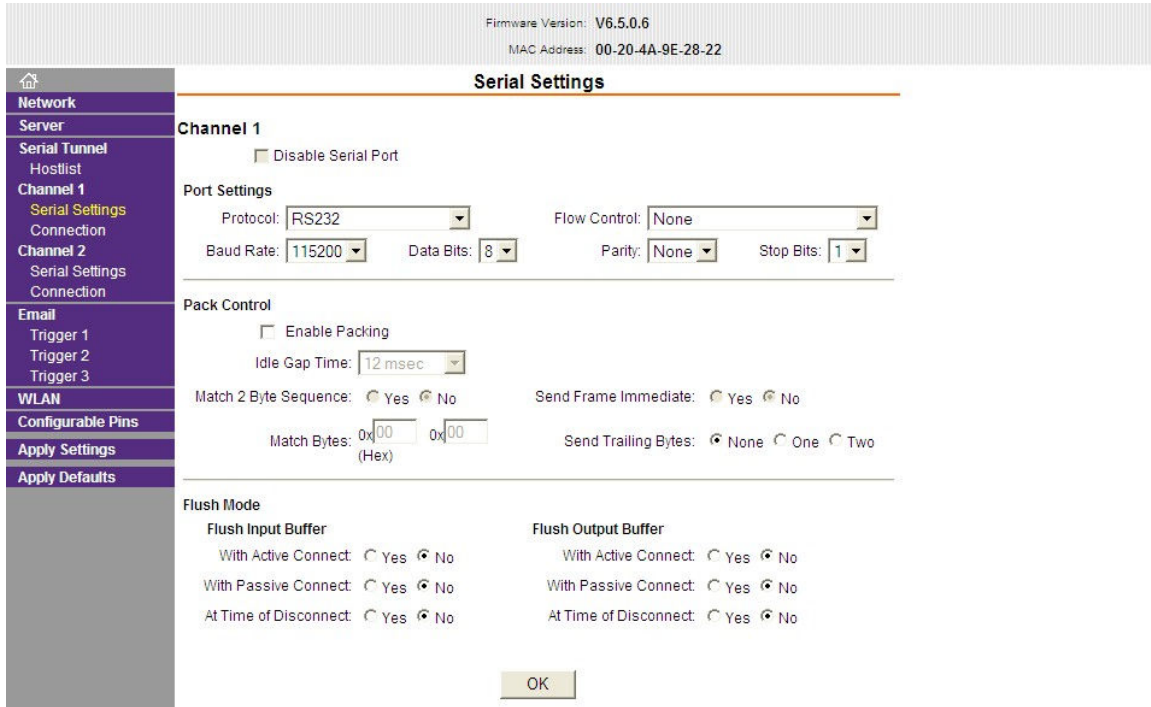 Firmware Version: V6.5.0.6
MAC Address: 00-20-4A-9E-28-22
Network
Server
Serial Tunnel
Hostlist
Channel 1
Serial Settings
Connection
Channel 2
Serial Settings
Connection
Email
Trigger 1
Trigger 2
Trigger 3
WLAN
Configurable Pins
Apply Settings
Apply Defaults
Serial Settings
Channel 1
Disable Serial Port
Port Settings
Protocol: RS232 Flow Control: None
Baud Rate: 115200 Data Bits: 8 Parity: None Stop Bits: 1
Pack Control
Enable Packing
Idle Gap Time: 12 msec
Match 2 Byte Sequence: Yes No Send Frame Immediate: Yes No
Match Bytes: 0x00 0x00 Send Trailing Bytes: None One Two
(Hex)
Flush Mode
Flush Input Buffer Flush Output Buffer
With Active Connect: Yes No With Active Connect: Yes No
With Passive Connect: Yes No With Passive Connect: Yes No
At Time of Disconnect: Yes No At Time of Disconnect: Yes No
OK